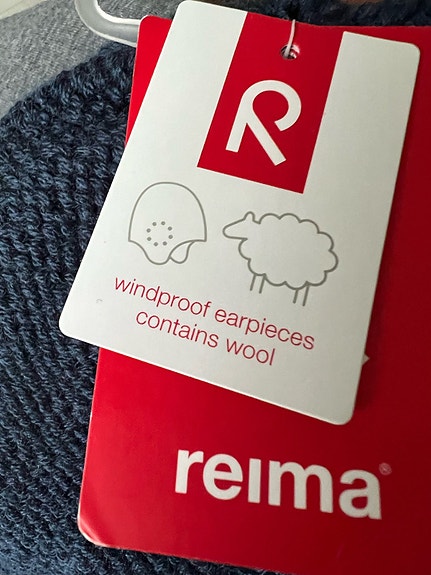 R
windproof earpieces
contains wool
reima®